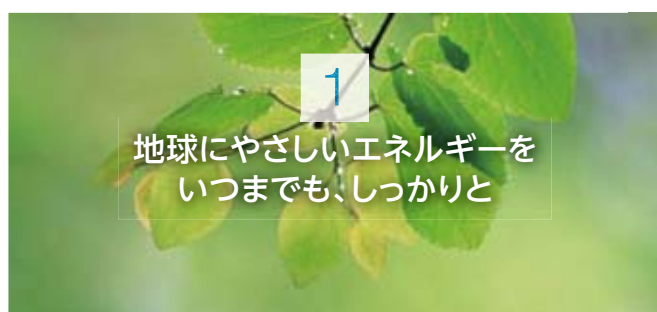 1
地球にやさしいエネルギーを
いつまでも、しっかりと